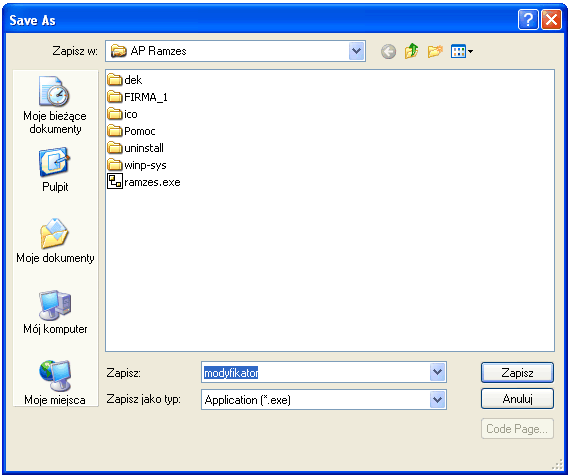 Save As
Zapisz w:
AP Ramzes
dek
FIRMA_1
ico
Pomoc
uninstall
winp-sys
ramzes.exe
Moje bieżące
dokumenty
Pulpit
Moje dokumenty
Mój komputer
Moje miejsca
Zapisz:
modyfikator
Zapisz
Zapisz jako typ:
Application (*.exe)
Anuluj
Code Page...